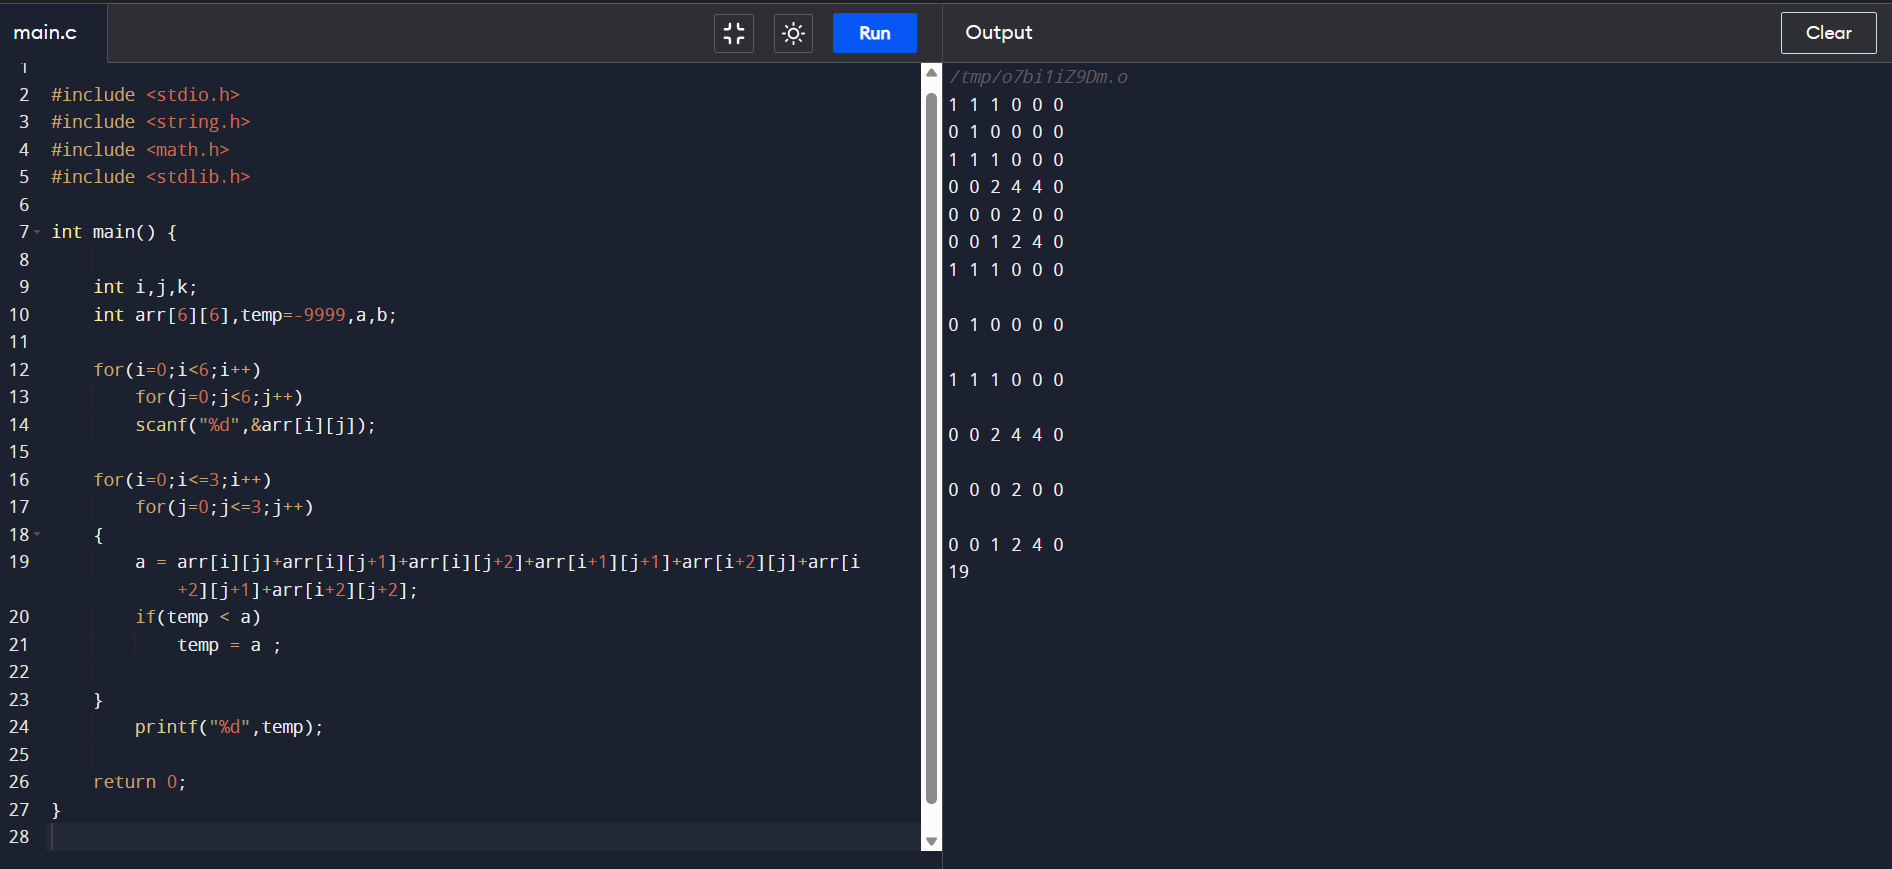 main.c
Run
Output
Clear
1
2 #include <stdio.h>
3 #include <string.h>
4 #include <math.h>
5 #include <stdlib.h>
6
7 int main() {
8
9 int i,j,k;
10 int arr[6][6],temp=-9999,a,b;
11
12 for(i=0;i<6;i++)
13 for(j=0;j<6;j++)
14 scanf("%d",&arr[i][j]);
15
16 for(i=0;i<=3;i++)
17 for(j=0;j<=3;j++)
18 {
19 a = arr[i][j]+arr[i][j+1]+arr[i][j+2]+arr[i+1][j+1]+arr[i+2][j]+arr[i
+2][j+1]+arr[i+2][j+2];
20 if(temp < a)
21 temp = a ;
22
23 }
24 printf("%d",temp);
25
26 return 0;
27 }
28
/tmp/o7bi1iZ9Dm.o
1 1 1 0 0 0
0 1 0 0 0 0
1 1 1 0 0 0
0 0 2 4 4 0
0 0 0 2 0 0
0 0 1 2 4 0
1 1 1 0 0 0
0 1 0 0 0 0
1 1 1 0 0 0
0 0 2 4 4 0
0 0 0 2 0 0
0 0 1 2 4 0
19